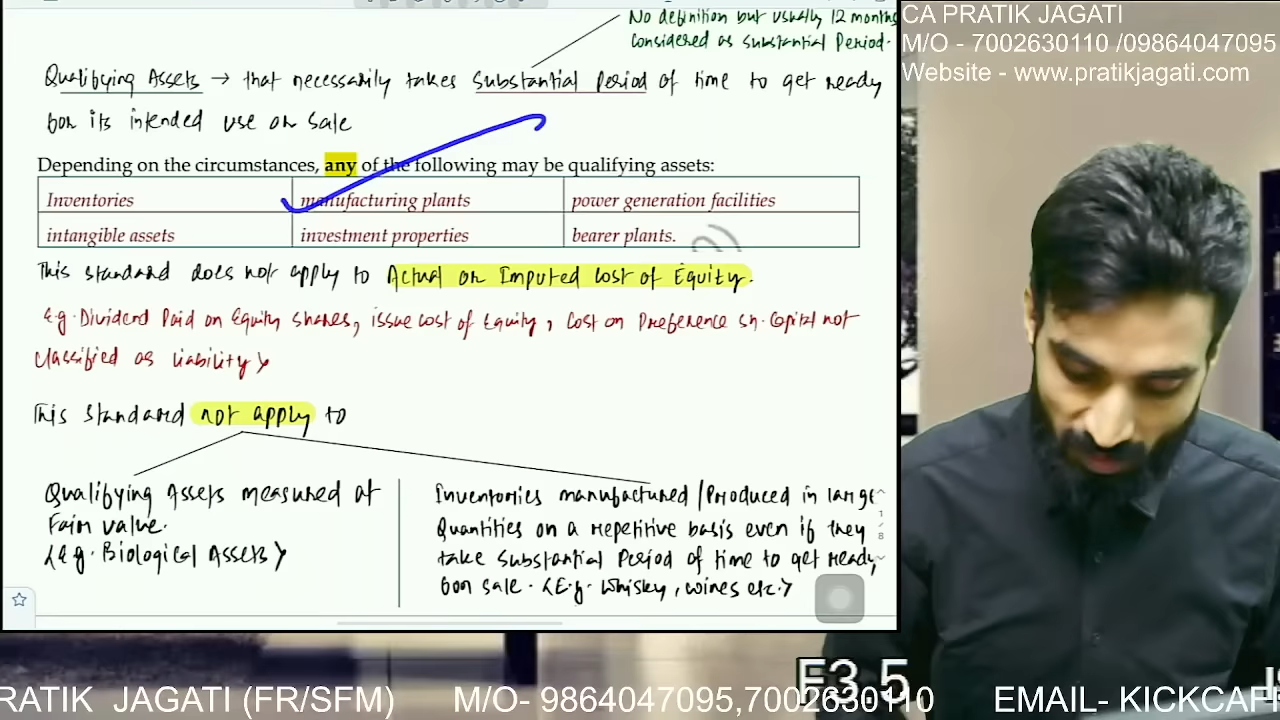 No definition but usually 12 months
considered as substantial Period.
Qualifying Assets → that necessarily takes substantial Period of time to get ready
for its intended use or sale
Depending on the circumstances, any of the following may be qualifying assets:
Inventories manufacturing plants power generation facilities
intangible assets investment properties bearer plants.
This standard does not apply to Actual or Imputed Cost of Equity.
E.g. Dividend Paid on Equity shares, issue cost of Equity, Cost on Preference sh. Capital not
classified as liability>
This standard not apply to
Qualifying Assets measured at
Fair value.
<E.g. Biological Assets>
Inventories manufactured/Produced in large
Quantities on a repetitive basis even if they
take substantial Period of time to get ready
for sale. <E.g. Whisky, wines etc.>
1
/
8
CA PRATIK JAGATI
M/O - 7002630110 /09864047095
Website - www.pratikjagati.com
F3.5
RATIK JAGATI (FR/SFM) M/O- 9864047095,7002630110 EMAIL- KICKCAF